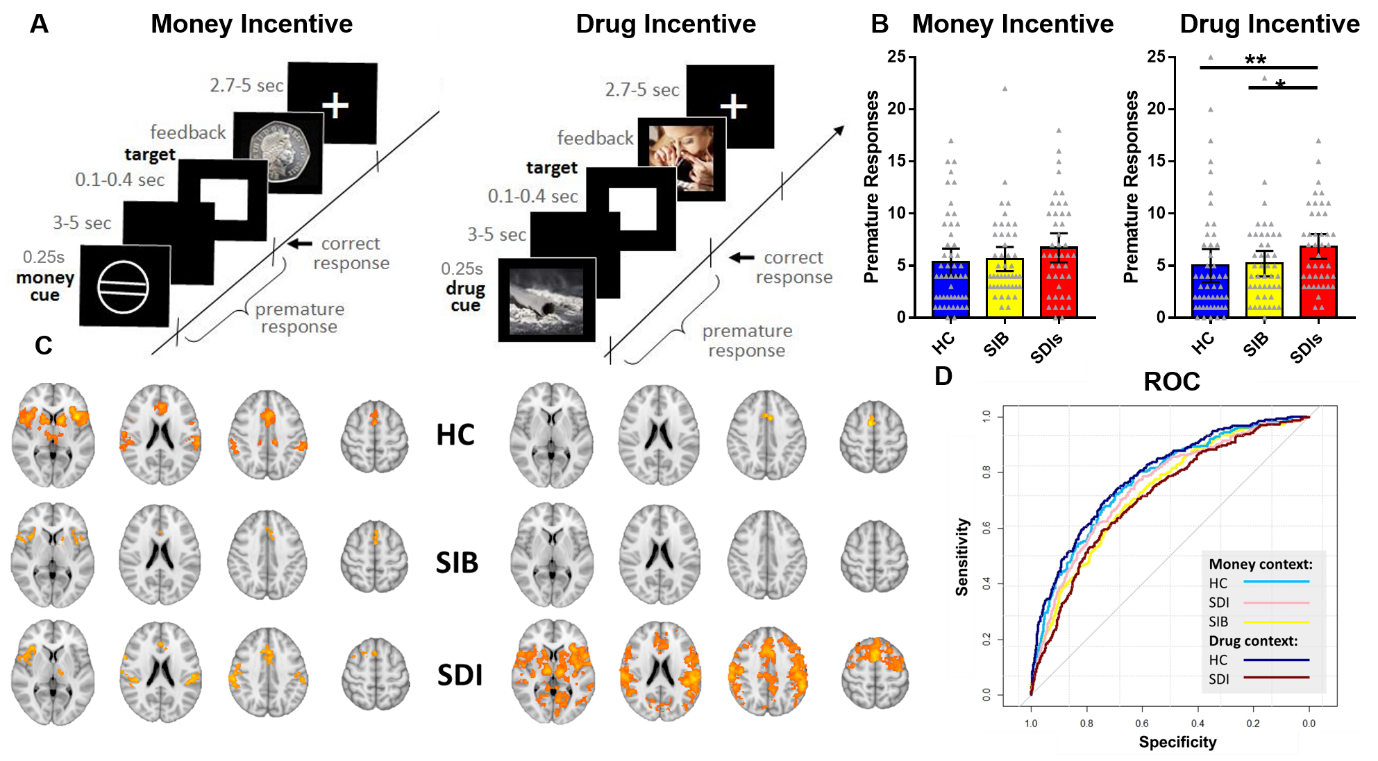 A
Money Incentive
Drug Incentive
2.7-5 sec
feedback
target
0.1-0.4 sec
3-5 sec
0.25s
money
cue
correct
response
premature
response
2.7-5 sec
feedback
target
0.1-0.4 sec
3-5 sec
0.25s
drug
cue
correct
response
premature
response
B
Money Incentive
Drug Incentive
Premature Responses
25
20
15
10
5
0
HC
SIB
SDIs
Premature Responses
25
20
15
10
5
0
**
*
HC
SIB
SDIs
C
HC
SIB
SDI
D
ROC
Sensitivity
1.0
0.8
0.6
0.4
0.2
0.0
1.0
0.8
0.6
0.4
0.2
0.0
Specificity
Money context:
HC
SDI
SIB
Drug context:
HC
SDI